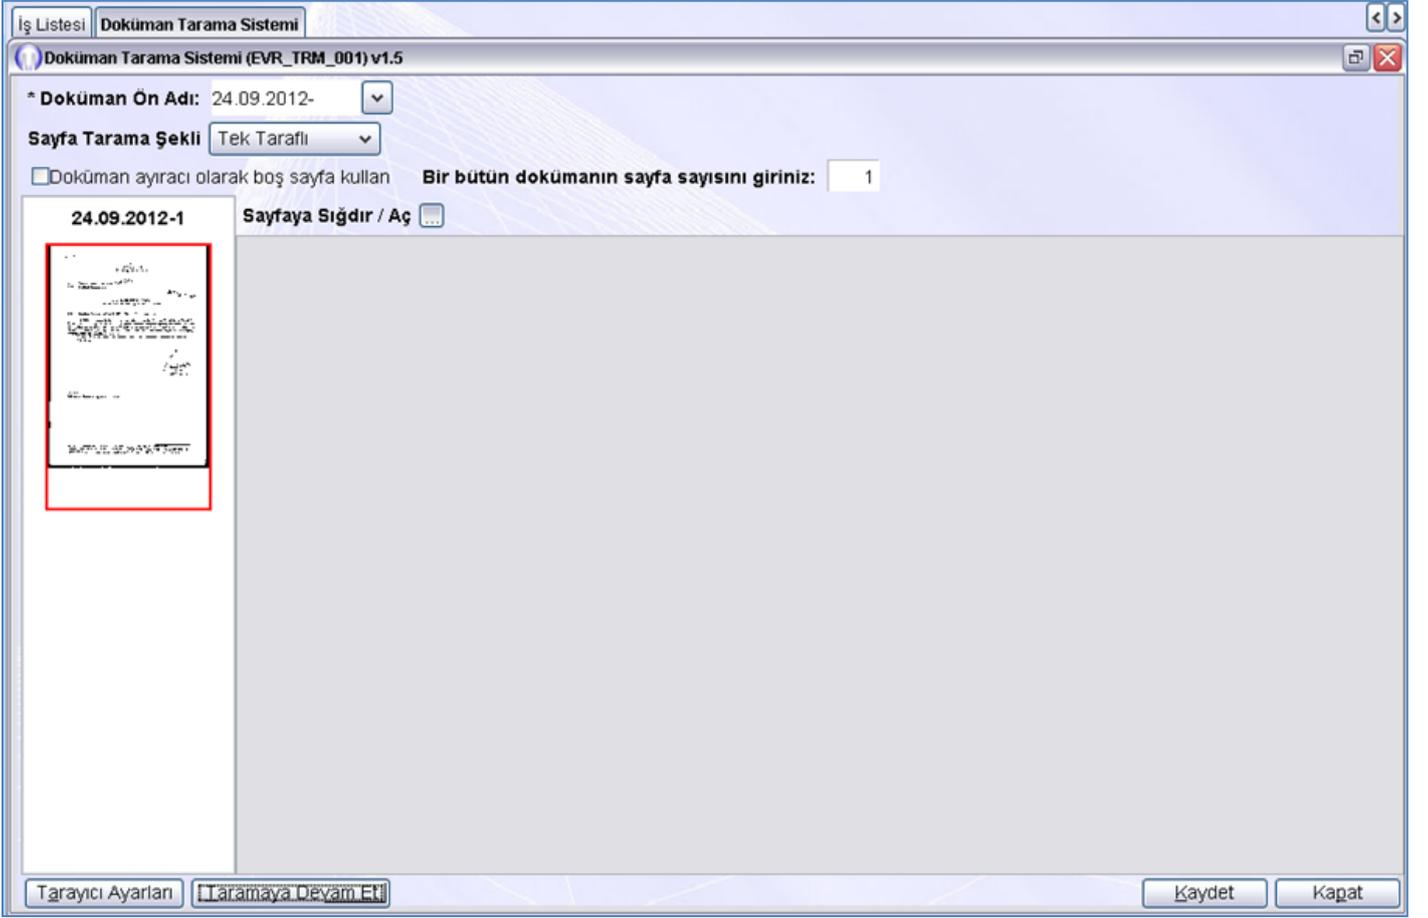 İş Listesi Doküman Tarama Sistemi
Doküman Tarama Sistemi (EVR_TRM_001) v1.5
* Doküman Ön Adı: 24.09.2012-
Sayfa Tarama Şekli Tek Taraflı
Doküman ayıracı olarak boş sayfa kullan Bir bütün dokümanın sayfa sayısını giriniz: 1
24.09.2012-1 Sayfaya Sığdır / Aç ...
Tarayıcı Ayarları Taramaya Devam Et Kaydet Kapat